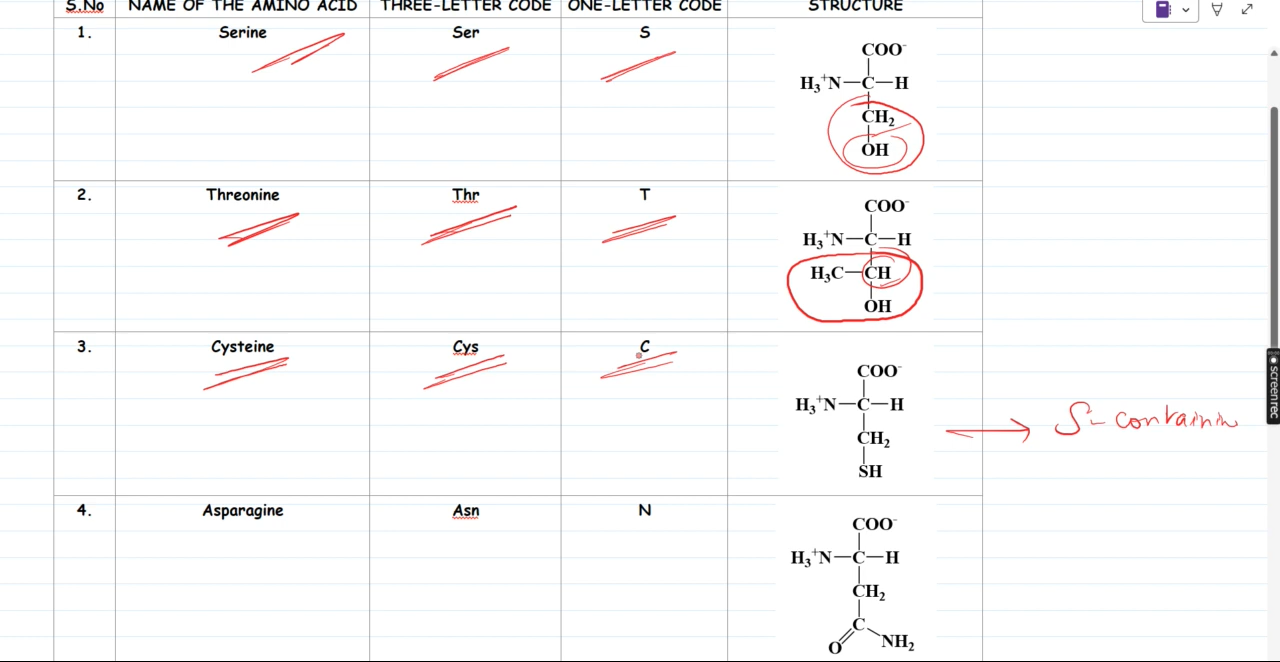 S.No NAME OF THE AMINO ACID THREE-LETTER CODE ONE-LETTER CODE STRUCTURE
1. Serine Ser S
COO⁻
H₃⁺N—C—H
CH₂
OH
2. Threonine Thr T
COO⁻
H₃⁺N—C—H
H₃C—CH
OH
3. Cysteine Cys C
COO⁻
H₃⁺N—C—H
CH₂
SH
S- containin
4. Asparagine Asn N
COO⁻
H₃⁺N—C—H
CH₂
C
O NH₂
screenrec